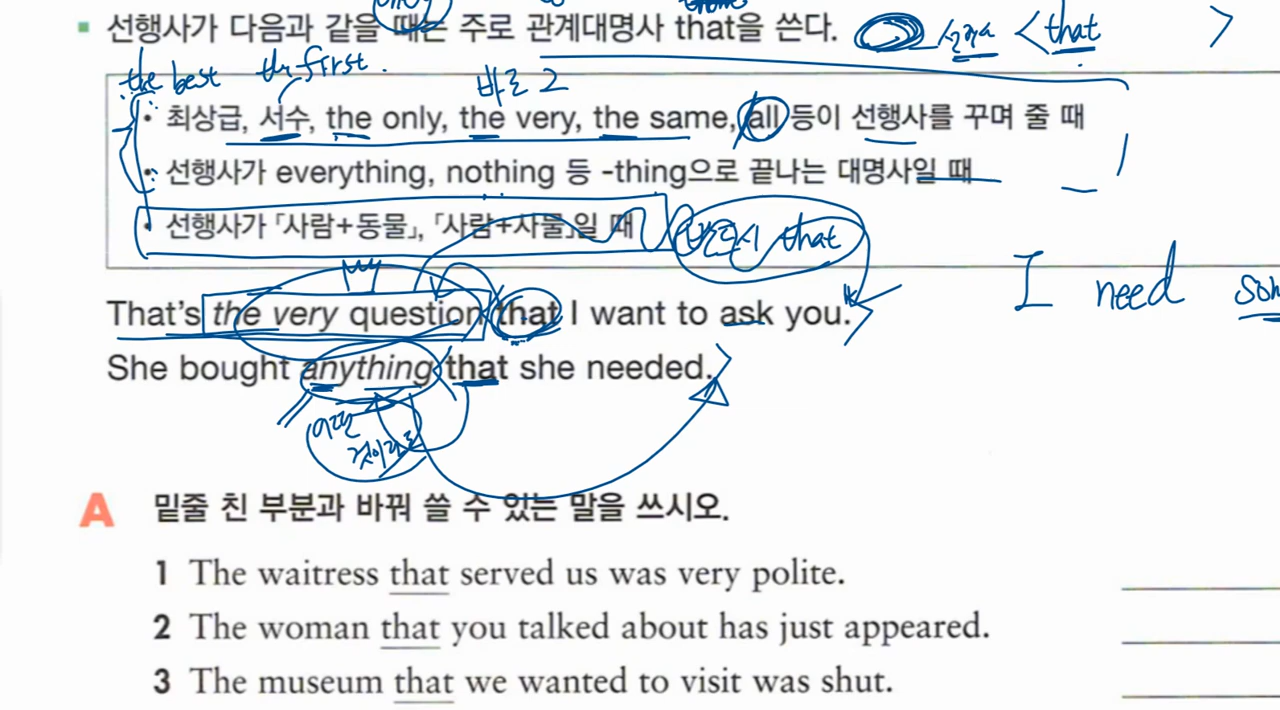 선행사가 다음과 같을 때는 주로 관계대명사 that을 쓴다. 선행사 <that >
the best the first. 바로 그
• 최상급, 서수, the only, the very, the same, all 등이 선행사를 꾸며 줄 때
• 선행사가 everything, nothing 등 -thing으로 끝나는 대명사일 때
• 선행사가 「사람+동물」, 「사람+사물」일 때 반드시 that
That's the very question that I want to ask you.
I need
She bought anything that she needed.
어떤
것이라도
A 밑줄 친 부분과 바꿔 쓸 수 있는 말을 쓰시오.
1 The waitress that served us was very polite.
2 The woman that you talked about has just appeared.
3 The museum that we wanted to visit was shut.